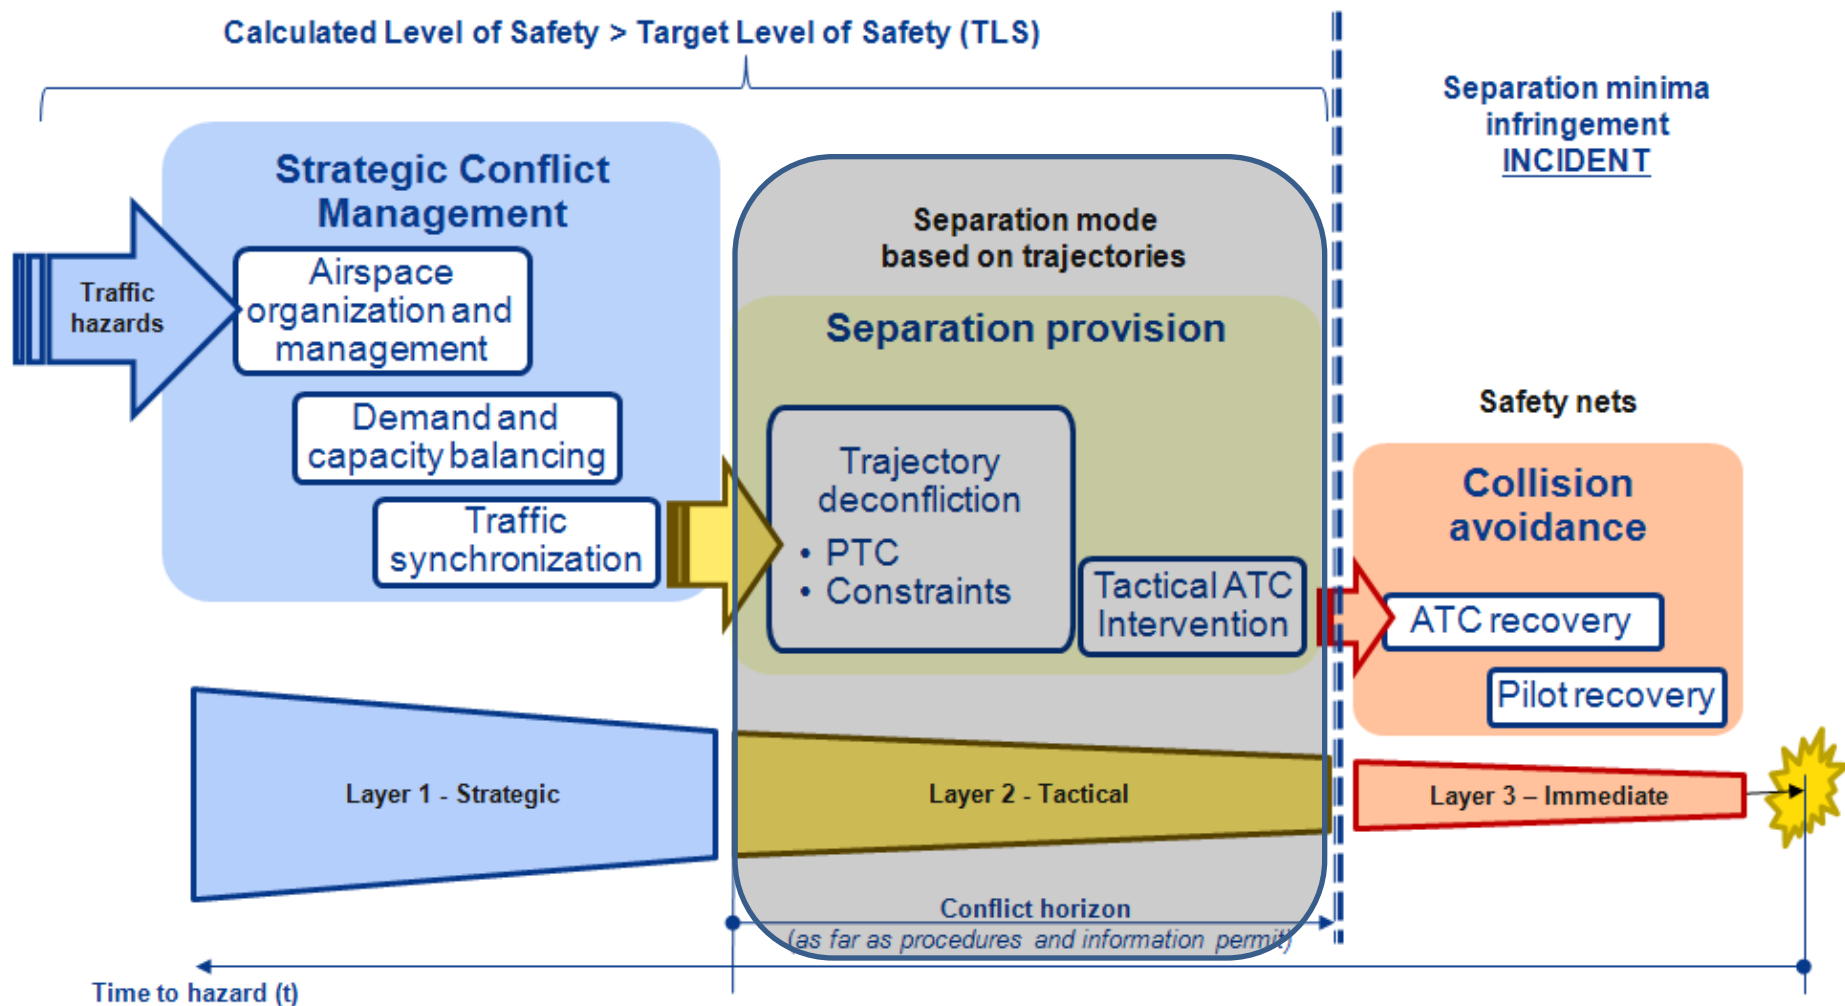 Calculated Level of Safety > Target Level of Safety (TLS)
Separation minima
infringement
INCIDENT
Strategic Conflict
Management
Traffic
hazards
Airspace
organization and
management
Demand and
capacity balancing
Traffic
synchronization
Separation mode
based on trajectories
Separation provision
Trajectory
deconfliction
• PTC
• Constraints
Tactical ATC
Intervention
Safety nets
Collision
avoidance
ATC recovery
Pilot recovery
Layer 1 - Strategic
Layer 2 - Tactical
Layer 3 – Immediate
Conflict horizon
(as far as procedures and information permit)
Time to hazard (t)